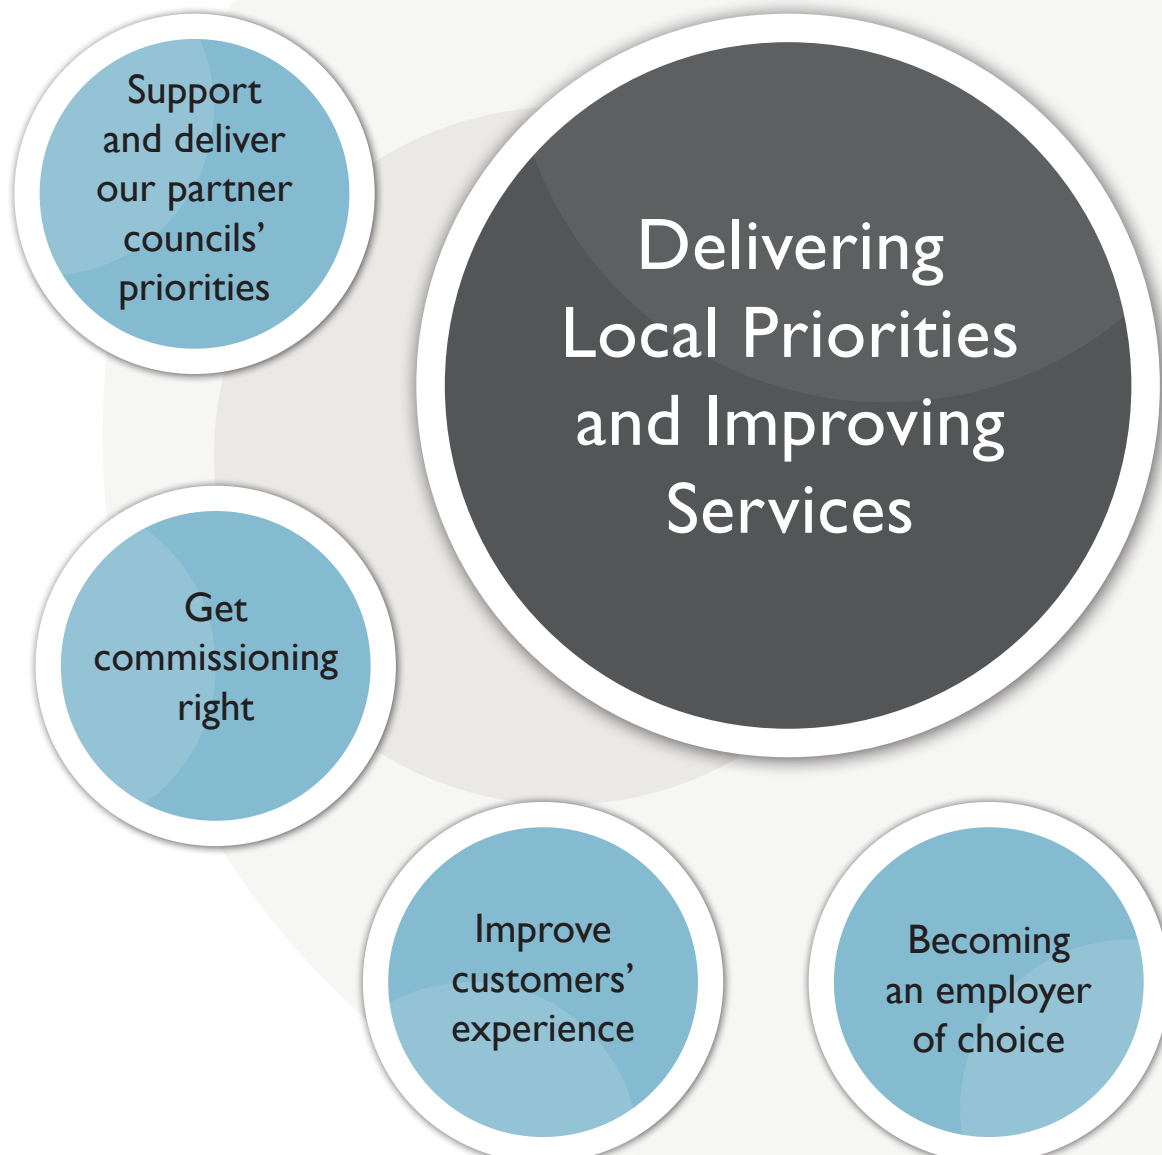 Support
and deliver
our partner
councils’
priorities
Delivering
Local Priorities
and Improving
Services
Get
commissioning
right
Improve
customers’
experience
Becoming
an employer
of choice